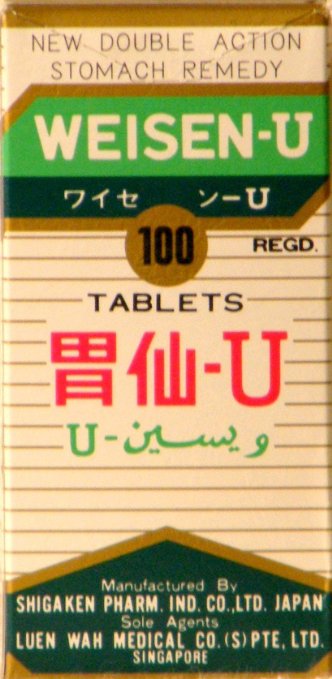 NEW DOUBLE ACTION
STOMACH REMEDY
WEISEN-U
ワイセ ンーU
100
REGD.
TABLETS
胃仙-U
ويسين-U
Manufactured By
SHIGAKEN PHARM. IND. CO.,LTD. JAPAN
Sole Agents
LUEN WAH MEDICAL CO.(S)PTE, LTD.
SINGAPORE